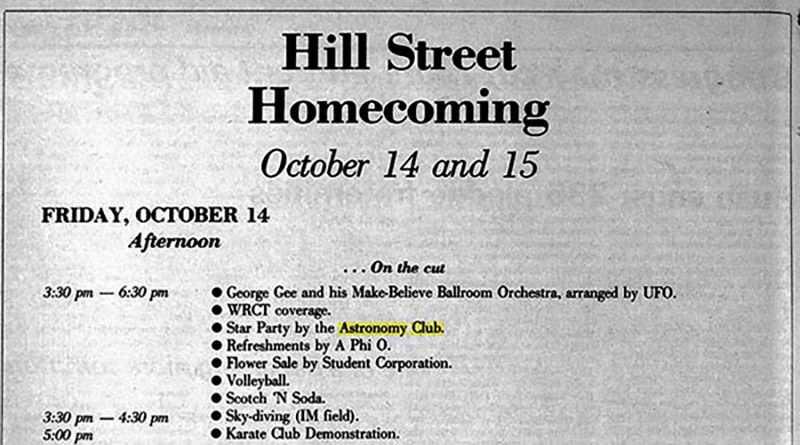 Hill Street
Homecoming
October 14 and 15
FRIDAY, OCTOBER 14
Afternoon
. . . On the cut
3:30 pm — 6:30 pm ● George Gee and his Make-Believe Ballroom Orchestra, arranged by UFO.
● WRCT coverage.
● Star Party by the Astronomy Club.
● Refreshments by A Phi O.
● Flower Sale by Student Corporation.
● Volleyball.
● Scotch 'N Soda.
3:30 pm — 4:30 pm ● Sky-diving (IM field).
5:00 pm ● Karate Club Demonstration.